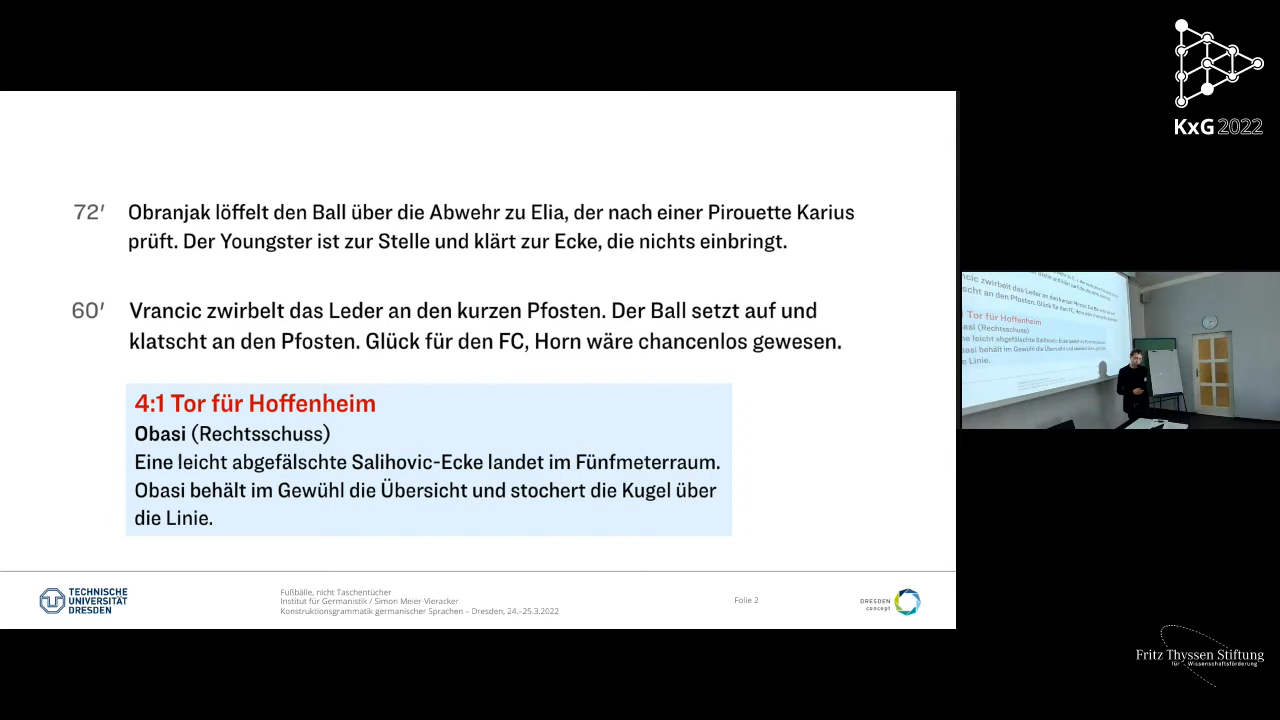 KxG 2022
72′ Obranjak löffelt den Ball über die Abwehr zu Elia, der nach einer Pirouette Karius
prüft. Der Youngster ist zur Stelle und klärt zur Ecke, die nichts einbringt.
60′ Vrancic zwirbelt das Leder an den kurzen Pfosten. Der Ball setzt auf und
klatscht an den Pfosten. Glück für den FC, Horn wäre chancenlos gewesen.
4:1 Tor für Hoffenheim
Obasi (Rechtsschuss)
Eine leicht abgefälschte Salihovic-Ecke landet im Fünfmeterraum.
Obasi behält im Gewühl die Übersicht und stochert die Kugel über
die Linie.
TECHNISCHE
UNIVERSITÄT
DRESDEN
Fußbälle, nicht Taschentücher
Institut für Germanistik / Simon Meier-Vieracker
Konstruktionsgrammatik germanischer Sprachen – Dresden, 24.–25.3.2022
Folie 2
DRESDEN
concept
Fritz Thyssen Stiftung
für Wissenschaftsförderung